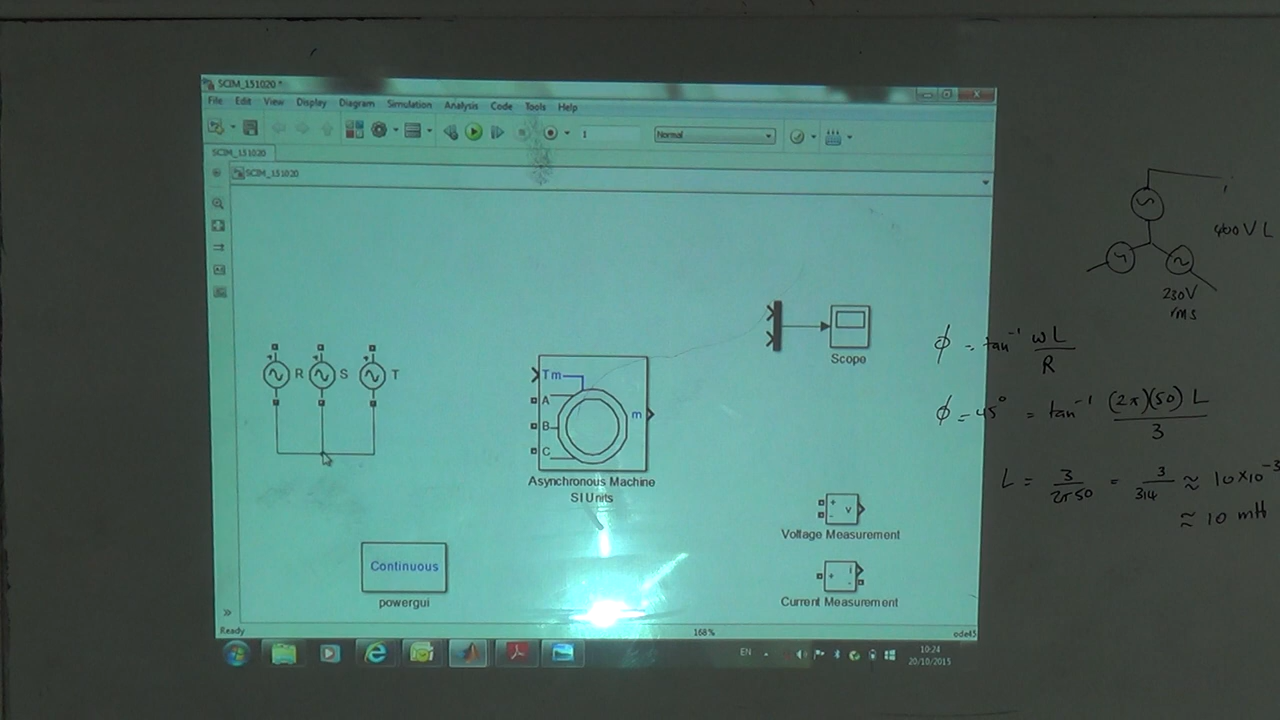 SCIM_151020 *
File Edit View Display Diagram Simulation Analysis Code Tools Help
1 Normal
SCIM_151020
SCIM_151020
R S T
Tm
A
B
C
m
Asynchronous Machine
SI Units
Scope
+ v
-
Voltage Measurement
+ i
-
Current Measurement
Continuous
powergui
Ready 168% ode45
EN 10:24
20/10/2015
400 V L
230V
rms
ϕ = tan⁻¹ ωL / R
ϕ = 45° = tan⁻¹ (2π)(50) L / 3
L = 3 / 2π50 = 3 / 314 ≈ 10×10⁻³
≈ 10 mH